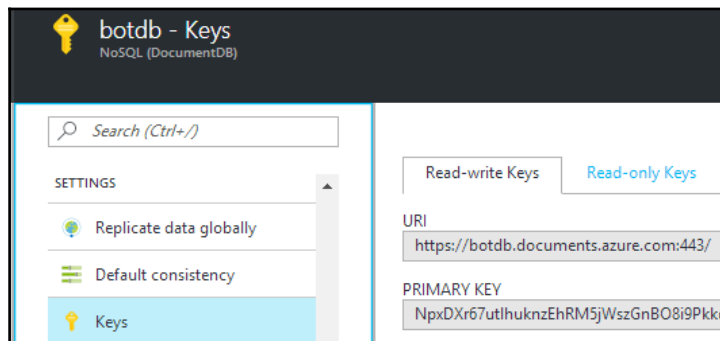 botdb - Keys
NoSQL (DocumentDB)
Search (Ctrl+/)
SETTINGS
Replicate data globally
Default consistency
Keys
Read-write Keys
Read-only Keys
URI
https://botdb.documents.azure.com:443/
PRIMARY KEY